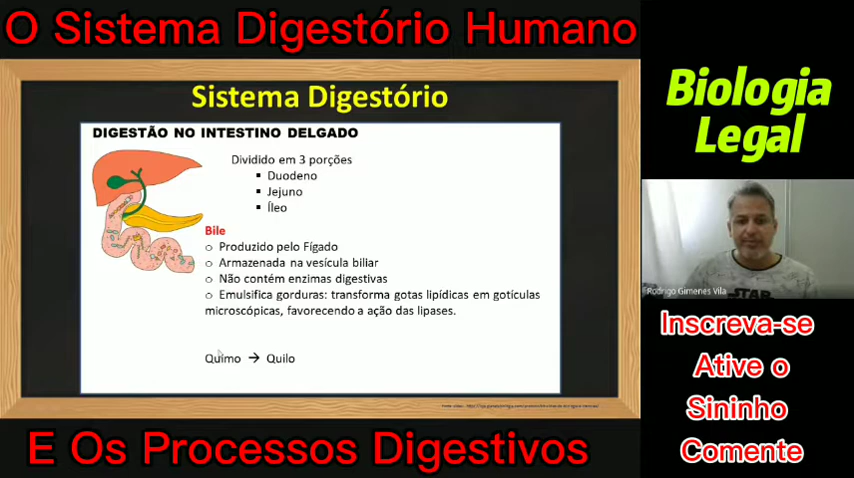 O Sistema Digestório Humano
Sistema Digestório
DIGESTÃO NO INTESTINO DELGADO
Dividido em 3 porções
▪ Duodeno
▪ Jejuno
▪ Íleo
Bile
o Produzido pelo Fígado
o Armazenada na vesícula biliar
o Não contém enzimas digestivas
o Emulsifica gorduras: transforma gotas lipídicas em gotículas
microscópicas, favorecendo a ação das lipases.
Quimo → Quilo
E Os Processos Digestivos
Biologia
Legal
STAR
Rodrigo Gimenes Vila
Inscreva-se
Ative o
Sininho
Comente